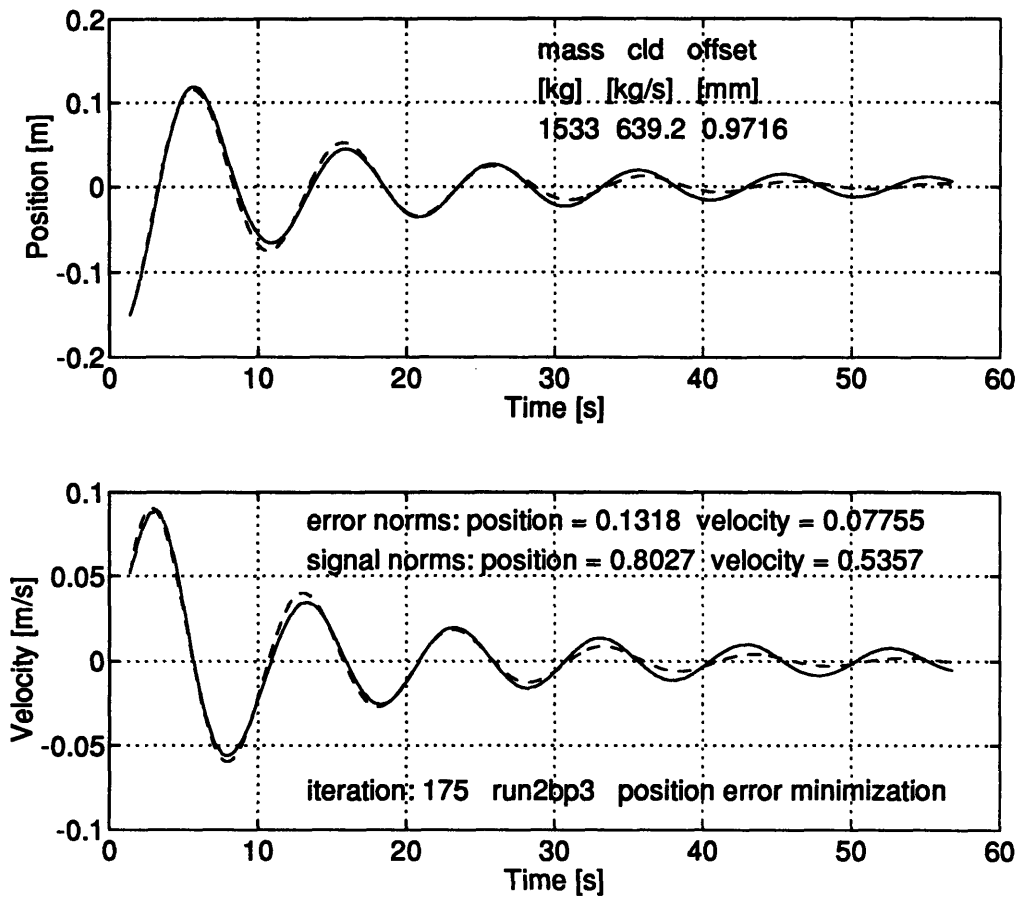 0.2
0.1
0
-0.1
-0.2
Position [m]
mass cld offset
[kg] [kg/s] [mm]
1533 639.2 0.9716
0 10 20 30 40 50 60
Time [s]
0.1
0.05
0
-0.05
-0.1
Velocity [m/s]
error norms: position = 0.1318 velocity = 0.07755
signal norms: position = 0.8027 velocity = 0.5357
iteration: 175 run2bp3 position error minimization
0 10 20 30 40 50 60
Time [s]